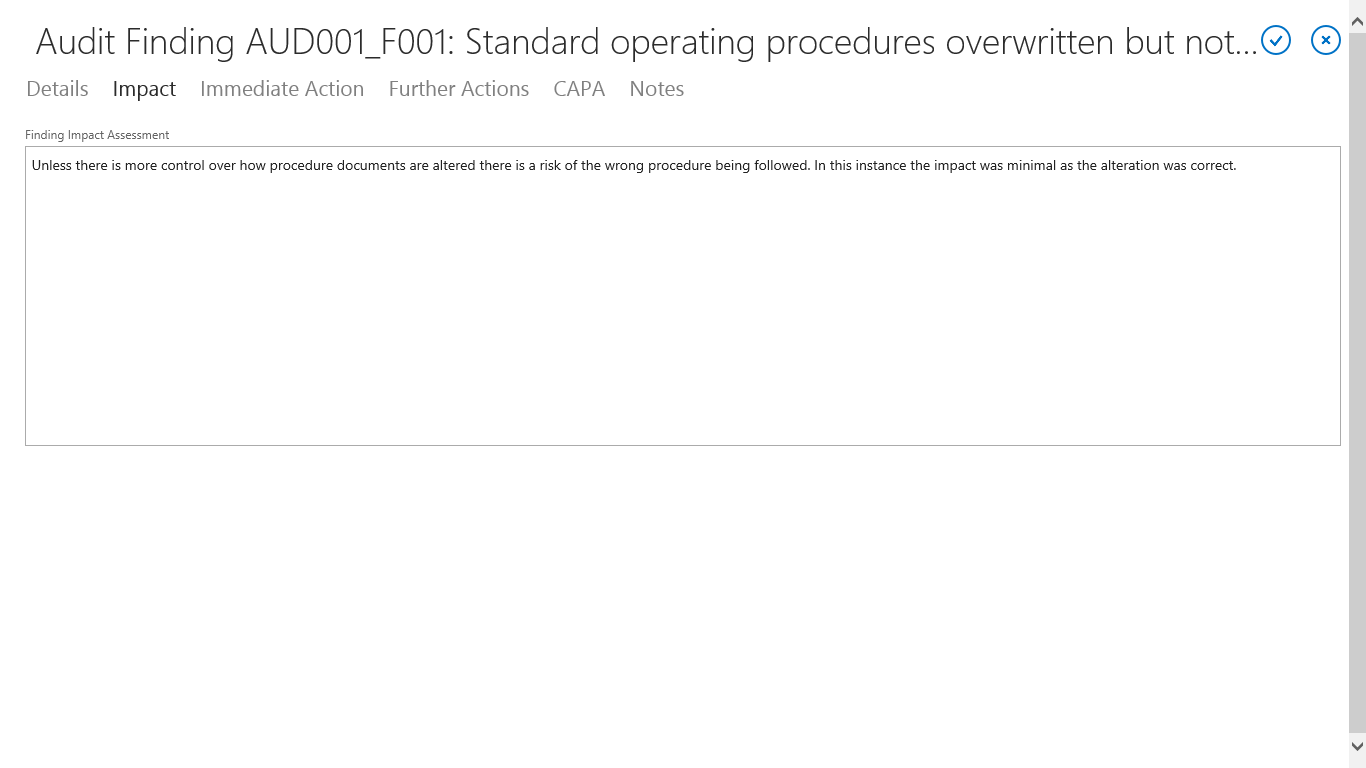 Audit Finding AUD001_F001: Standard operating procedures overwritten but not...
Details Impact Immediate Action Further Actions CAPA Notes
Finding Impact Assessment
Unless there is more control over how procedure documents are altered there is a risk of the wrong procedure being followed. In this instance the impact was minimal as the alteration was correct.